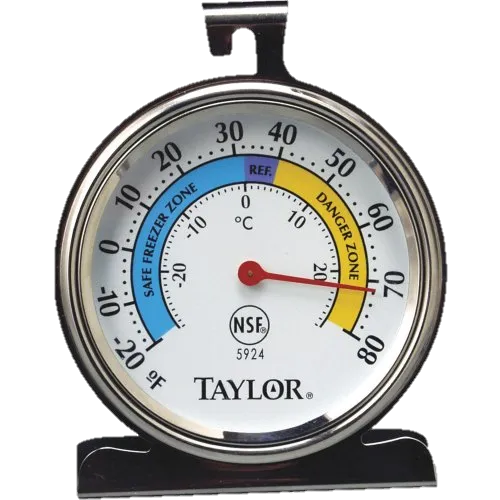 -20 -10 0 10 20 30 40 50 60 70 80
°F
SAFE FREEZER ZONE
REF.
DANGER ZONE
-20 -10 0 10 20
°C
NSF®
5924
TAYLOR®